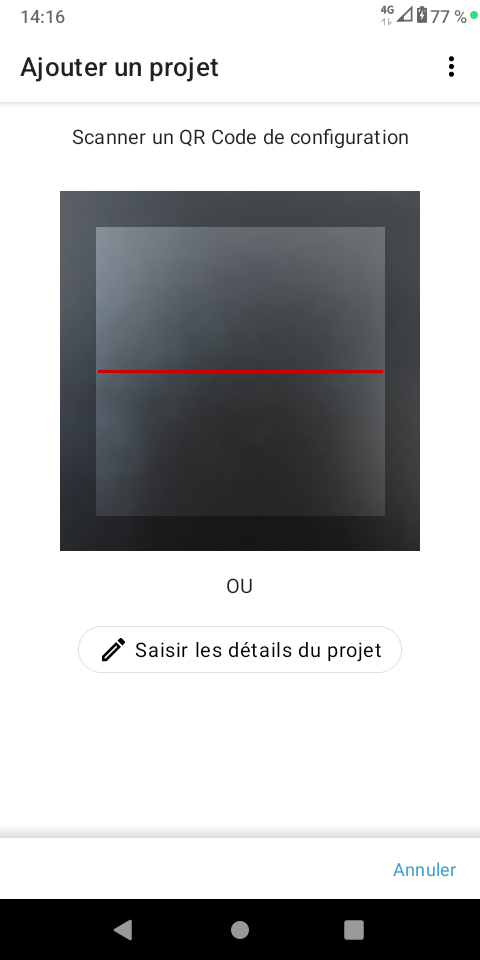 14:16
4G
77 %
Ajouter un projet
Scanner un QR Code de configuration
OU
Saisir les détails du projet
Annuler